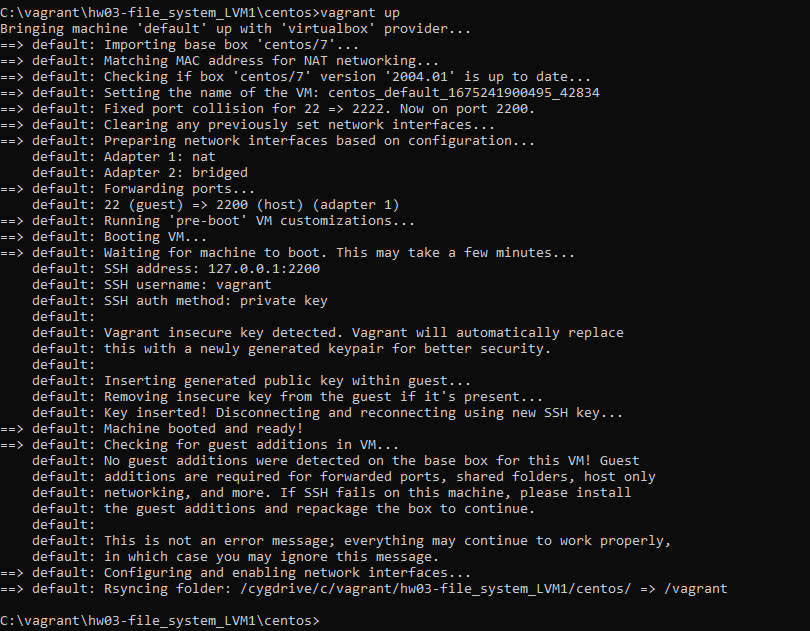 C:\vagrant\hw03-file_system_LVM1\centos>vagrant up
Bringing machine 'default' up with 'virtualbox' provider...
==> default: Importing base box 'centos/7'...
==> default: Matching MAC address for NAT networking...
==> default: Checking if box 'centos/7' version '2004.01' is up to date...
==> default: Setting the name of the VM: centos_default_1675241900495_42834
==> default: Fixed port collision for 22 => 2222. Now on port 2200.
==> default: Clearing any previously set network interfaces...
==> default: Preparing network interfaces based on configuration...
    default: Adapter 1: nat
    default: Adapter 2: bridged
==> default: Forwarding ports...
    default: 22 (guest) => 2200 (host) (adapter 1)
==> default: Running 'pre-boot' VM customizations...
==> default: Booting VM...
==> default: Waiting for machine to boot. This may take a few minutes...
    default: SSH address: 127.0.0.1:2200
    default: SSH username: vagrant
    default: SSH auth method: private key
    default:
    default: Vagrant insecure key detected. Vagrant will automatically replace
    default: this with a newly generated keypair for better security.
    default:
    default: Inserting generated public key within guest...
    default: Removing insecure key from the guest if it's present...
    default: Key inserted! Disconnecting and reconnecting using new SSH key...
==> default: Machine booted and ready!
==> default: Checking for guest additions in VM...
    default: No guest additions were detected on the base box for this VM! Guest
    default: additions are required for forwarded ports, shared folders, host only
    default: networking, and more. If SSH fails on this machine, please install
    default: the guest additions and repackage the box to continue.
    default:
    default: This is not an error message; everything may continue to work properly,
    default: in which case you may ignore this message.
==> default: Configuring and enabling network interfaces...
==> default: Rsyncing folder: /cygdrive/c/vagrant/hw03-file_system_LVM1/centos/ => /vagrant
C:\vagrant\hw03-file_system_LVM1\centos>